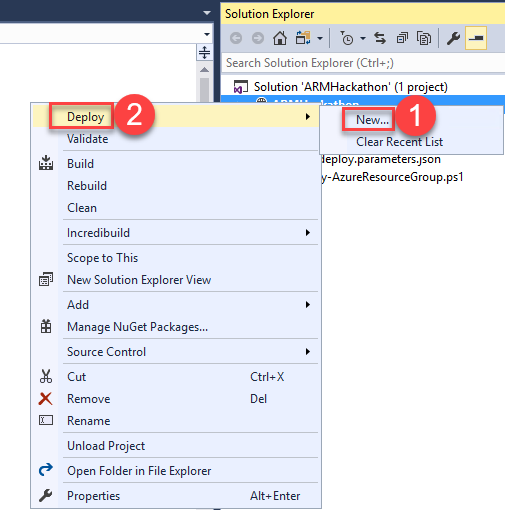 Solution Explorer
Search Solution Explorer (Ctrl+;)
Solution 'ARMHackathon' (1 project)
ARMHackathon
Deploy 2
New... 1
Clear Recent List
deploy.parameters.json
y-AzureResourceGroup.ps1
Validate
Build
Rebuild
Clean
Incredibuild
Scope to This
New Solution Explorer View
Add
Manage NuGet Packages...
Source Control
Cut Ctrl+X
Remove Del
Rename
Unload Project
Open Folder in File Explorer
Properties Alt+Enter